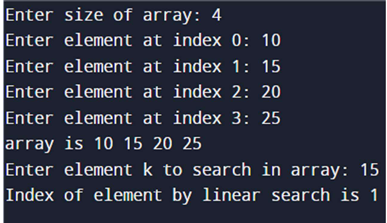 Enter size of array: 4
Enter element at index 0: 10
Enter element at index 1: 15
Enter element at index 2: 20
Enter element at index 3: 25
array is 10 15 20 25
Enter element k to search in array: 15
Index of element by linear search is 1